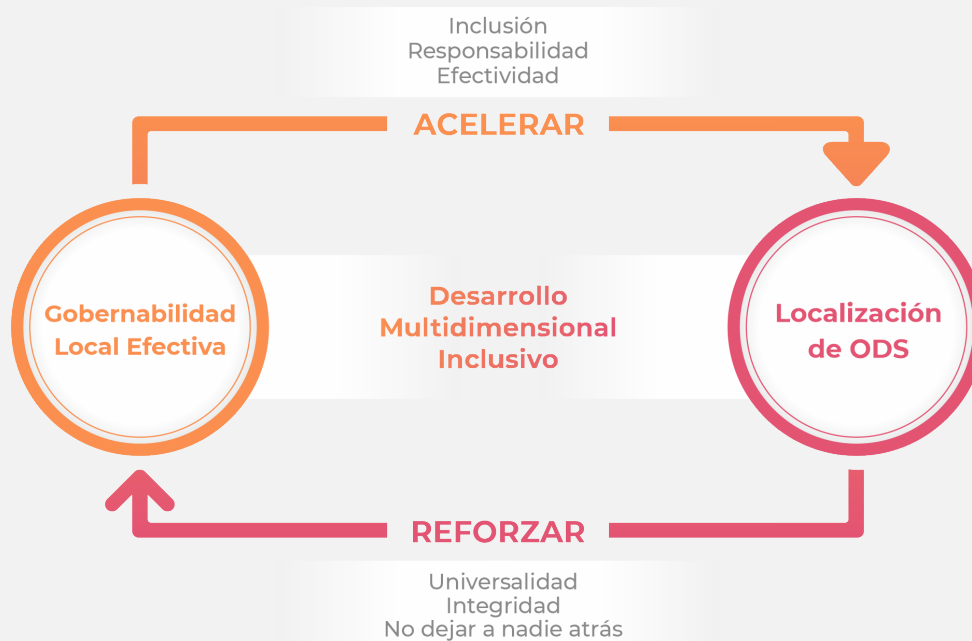 Inclusión
Responsabilidad
Efectividad
ACELERAR
Gobernabilidad
Local Efectiva
Desarrollo
Multidimensional
Inclusivo
Localización
de ODS
REFORZAR
Universalidad
Integridad
No dejar a nadie atrás